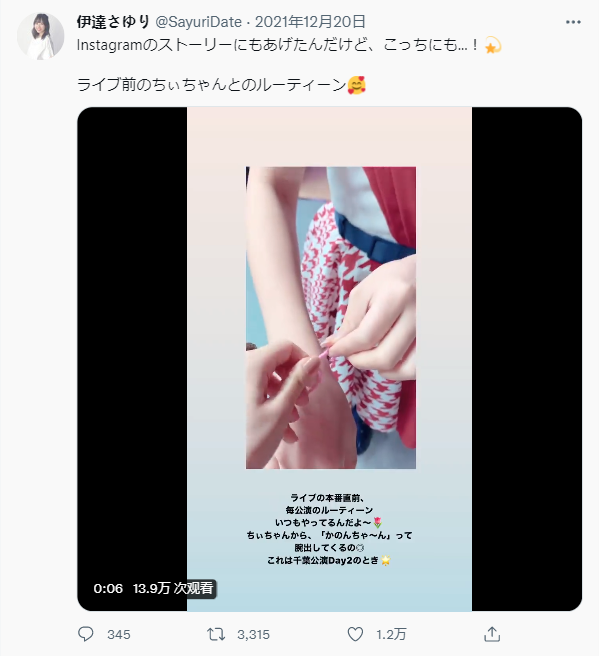 伊達さゆり @SayuriDate · 2021年12月20日
Instagramのストーリーにもあげたんだけど、こっちにも...！💫
ライブ前のちぃちゃんとのルーティーン🥰
ライブの本番直前、
毎公演のルーティーン
いつもやってるんだよ〜🌷
ちぃちゃんから、「かのんちゃ〜ん」って
腕出してくるの◎
これは千葉公演Day2のとき🌟
0:06 13.9万 次观看
345 3,315 1.2万